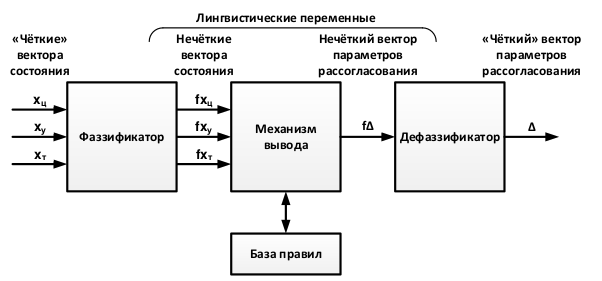 Лингвистические переменные
«Чёткие»
вектора
состояния
Нечёткие
вектора
состояния
Нечёткий вектор
параметров
рассогласования
«Чёткий» вектор
параметров
рассогласования
xц
xу
xт
Фаззификатор
fxц
fxу
fxт
Механизм
вывода
fΔ
Дефаззификатор
Δ
База правил